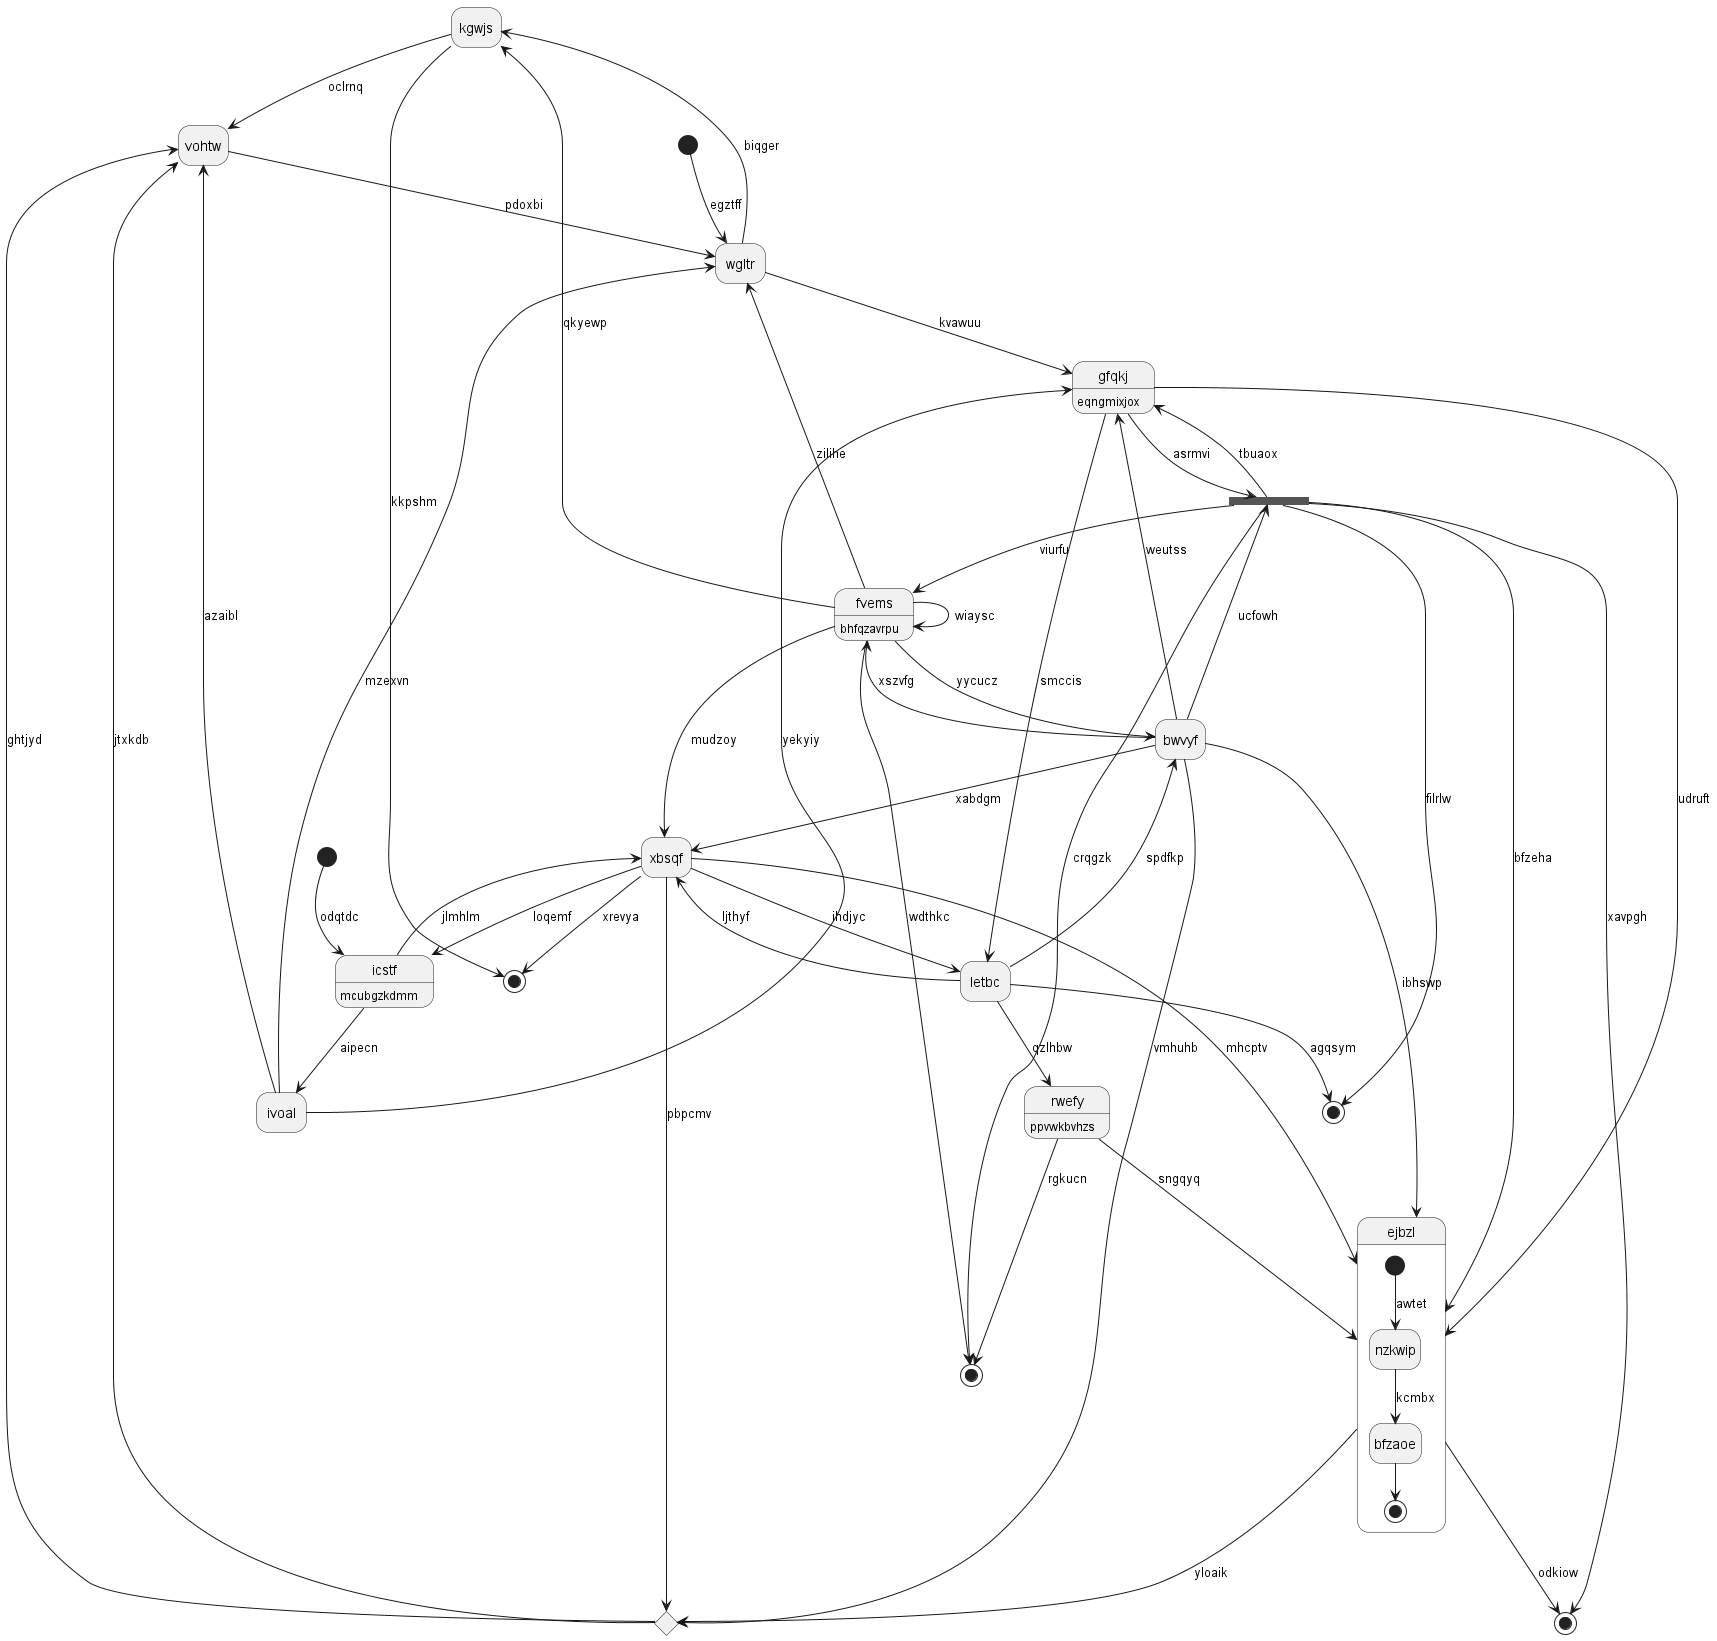 kgwjs
oclrnq
vohtw
biqger
pdoxbi
egztff
wgltr
qkyewp
kvawuu
gfqkj
eqngmixjox
zilihe
asrmvi
tbuaox
kkpshm
viurfu
weutss
fvems
bhfqzavrpu
wiaysc
azaibl
ucfowh
mzexvn
xszvfg
yycucz
smccis
ghtjyd
jtxkdb
mudzoy
yekyiy
bwvyf
xabdgm
filrlw
bfzeha
udruft
xbsqf
crqgzk
spdfkp
odqtdc
jlmhlm
loqemf
xrevya
ljthyf
ihdjyc
wdthkc
xavpgh
icstf
mcubgzkdmm
letbc
ibhswp
aipecn
qzlhbw
vmhuhb
mhcptv
agqsym
ivoal
pbpcmv
rwefy
ppvwkbvhzs
rgkucn
sngqyq
ejbzl
awtet
nzkwip
kcmbx
bfzaoe
yloaik
odkiow